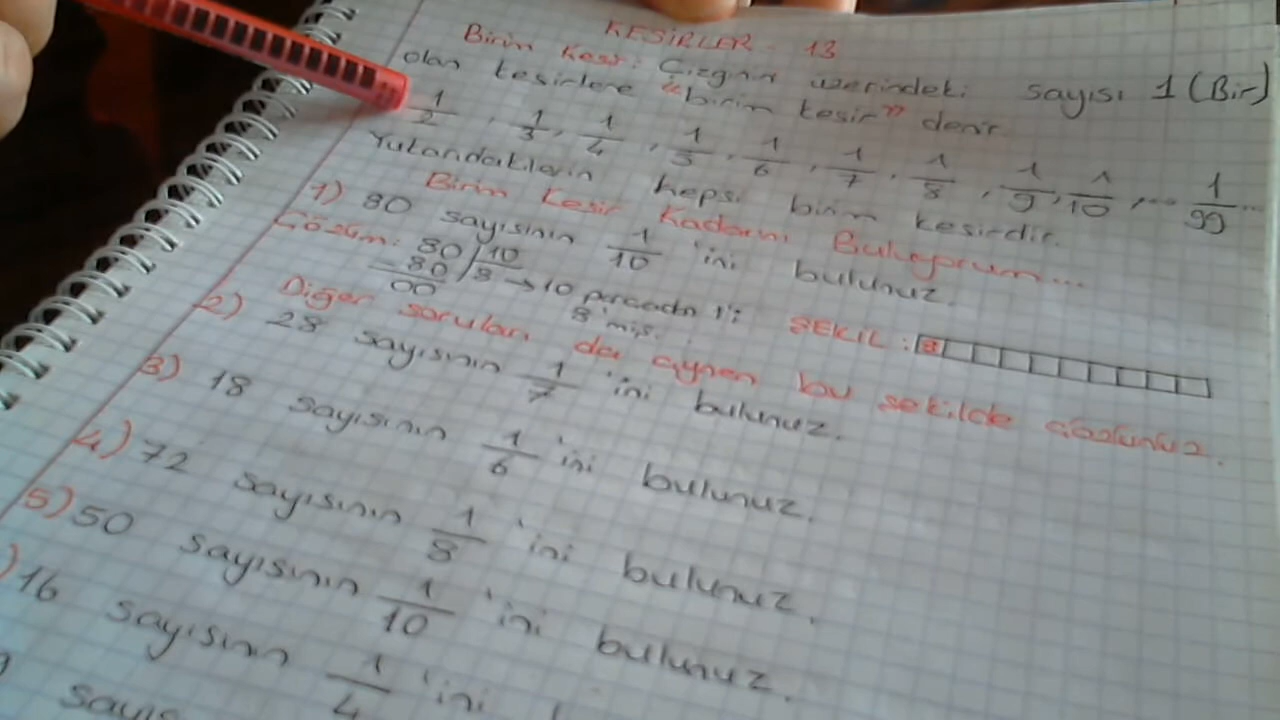 KESİRLER - 13
Birim Kesir: Çizginin üzerindeki sayısı 1 (Bir)
olan kesirlere "birim kesir" denir.
1/2, 1/3, 1/4, 1/5, 1/6, 1/7, 1/8, 1/9, 1/10, ... 1/99 ...
Yukarıdakilerin hepsi birim kesirdir.
Birim Kesir Kadarını Buluyorum...
1) 80 sayısının 1/10 'ini bulunuz.
Çözüm: 80 | 10
- 80 | 8 → 10 parçadan 1'i
00 8'miş.
ŞEKİL : 8
Diğer soruları da aynen bu şekilde çözünüz.
2) 28 sayısının 1/7 'ini bulunuz.
3) 18 sayısının 1/6 'ini bulunuz.
4) 72 sayısının 1/8 'ini bulunuz.
5) 50 sayısının 1/10 'ini bulunuz.
) 16 sayısının 1/4 'ini
sayıs